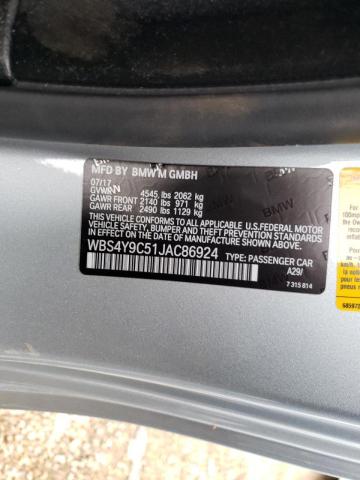 MFD BY BMW M GMBH
07/17
GVWR 4545 lbs 2062 kg
GAWR FRONT 2140 lbs 971 kg
GAWR REAR 2490 lbs 1129 kg
THIS VEHICLE CONFORMS TO ALL APPLICABLE
U.S. FEDERAL MOTOR VEHICLE
SAFETY, BUMPER AND THEFT PREVENTION
STANDARDS IN EFFECT ON THE DATE OF
MANUFACTURE SHOWN ABOVE.
WBS4Y9C51JAC86924 TYPE: PASSENGER CAR
A29/
7 315 814
BMW